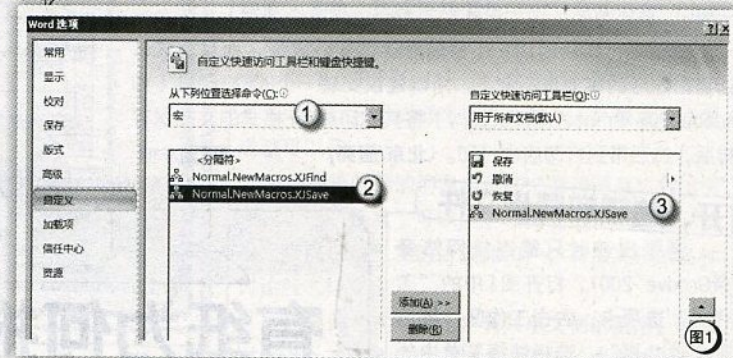 Word 选项
常用
显示
校对
保存
版式
高级
自定义
加载项
信任中心
资源
自定义快速访问工具栏和键盘快捷键。
从下列位置选择命令(C):
宏
①
<分隔符>
Normal.NewMacros.XJFind
Normal.NewMacros.XJSave
②
添加(A) >>
删除(R)
自定义快速访问工具栏(Q):
用于所有文档(默认)
保存
撤消
恢复
Normal.NewMacros.XJSave
③
图1